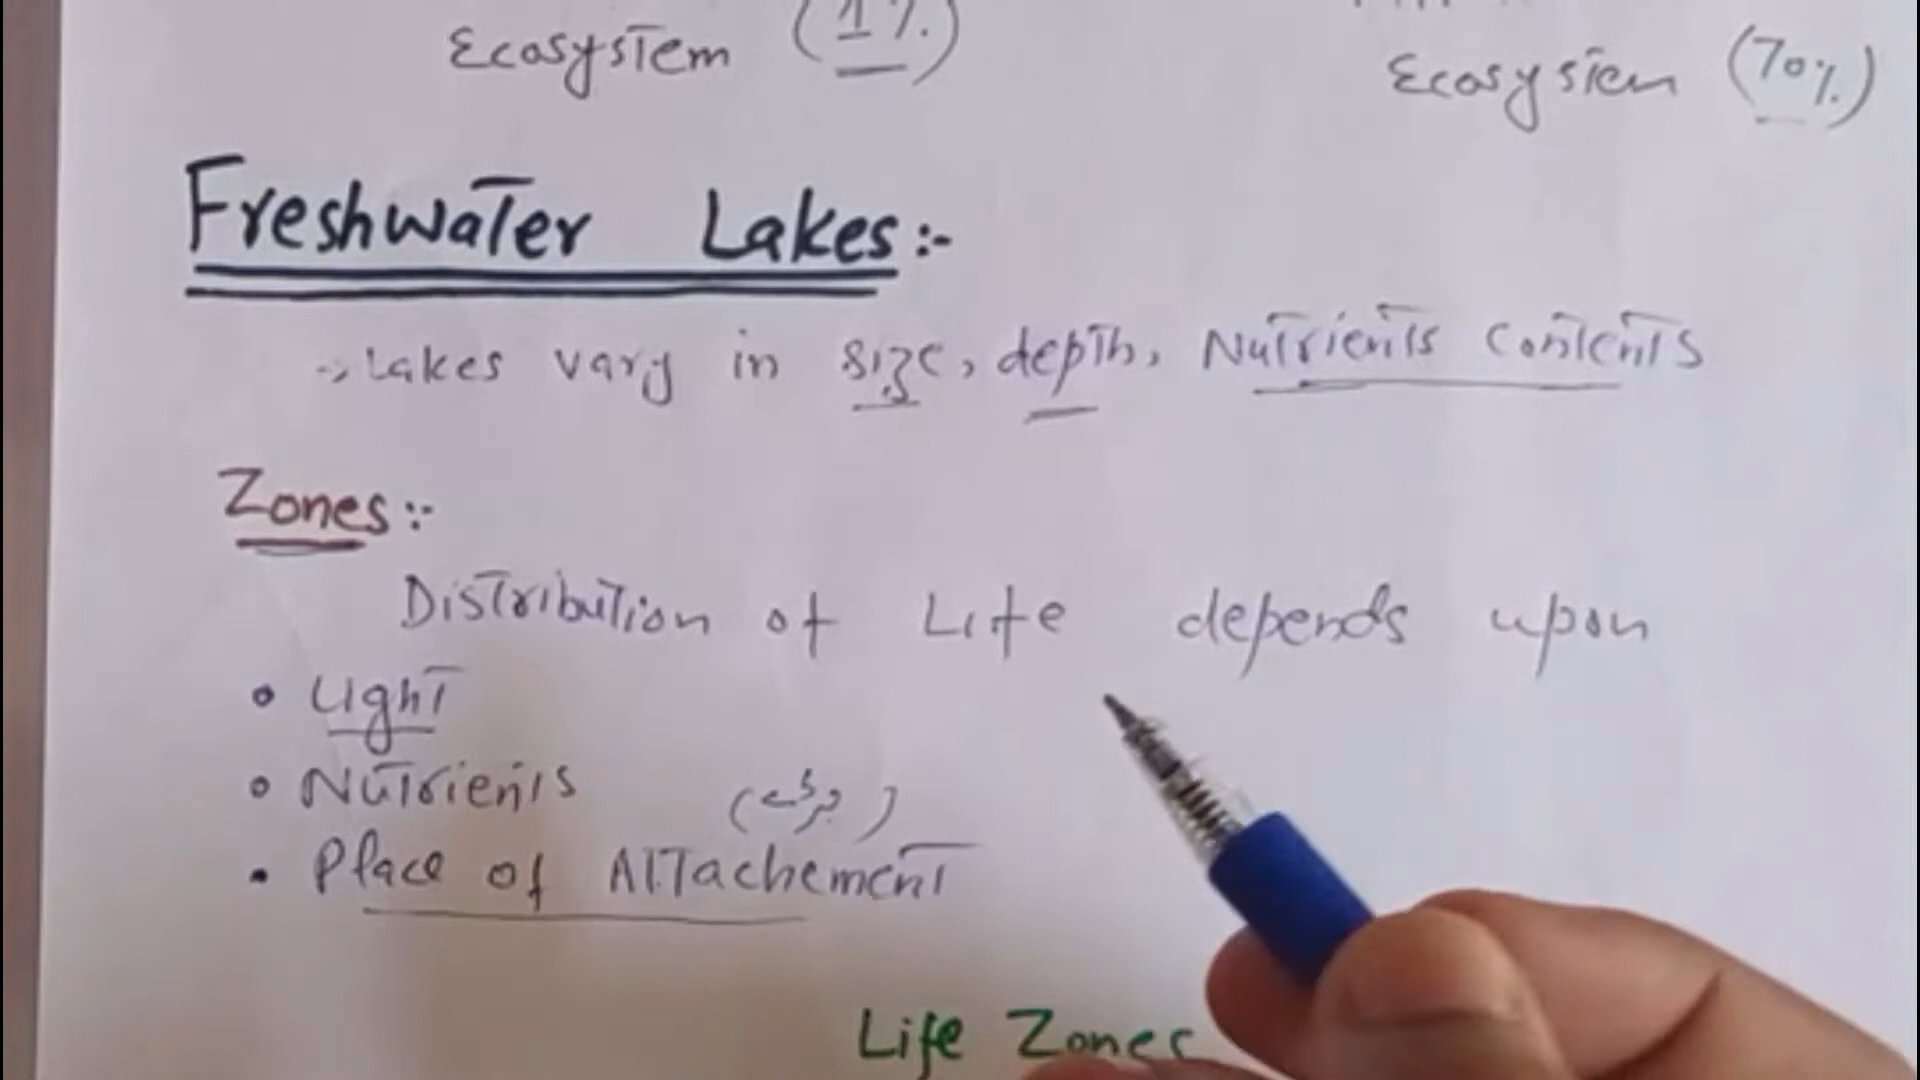 Ecosystem (1%)
Ecosystem (70%)
Freshwater Lakes:-
→ Lakes vary in size, depth, Nutrients Contents
Zones:-
Distribution of Life depends upon
• Light
• Nutrients
• Place of Attachement
Life Zones